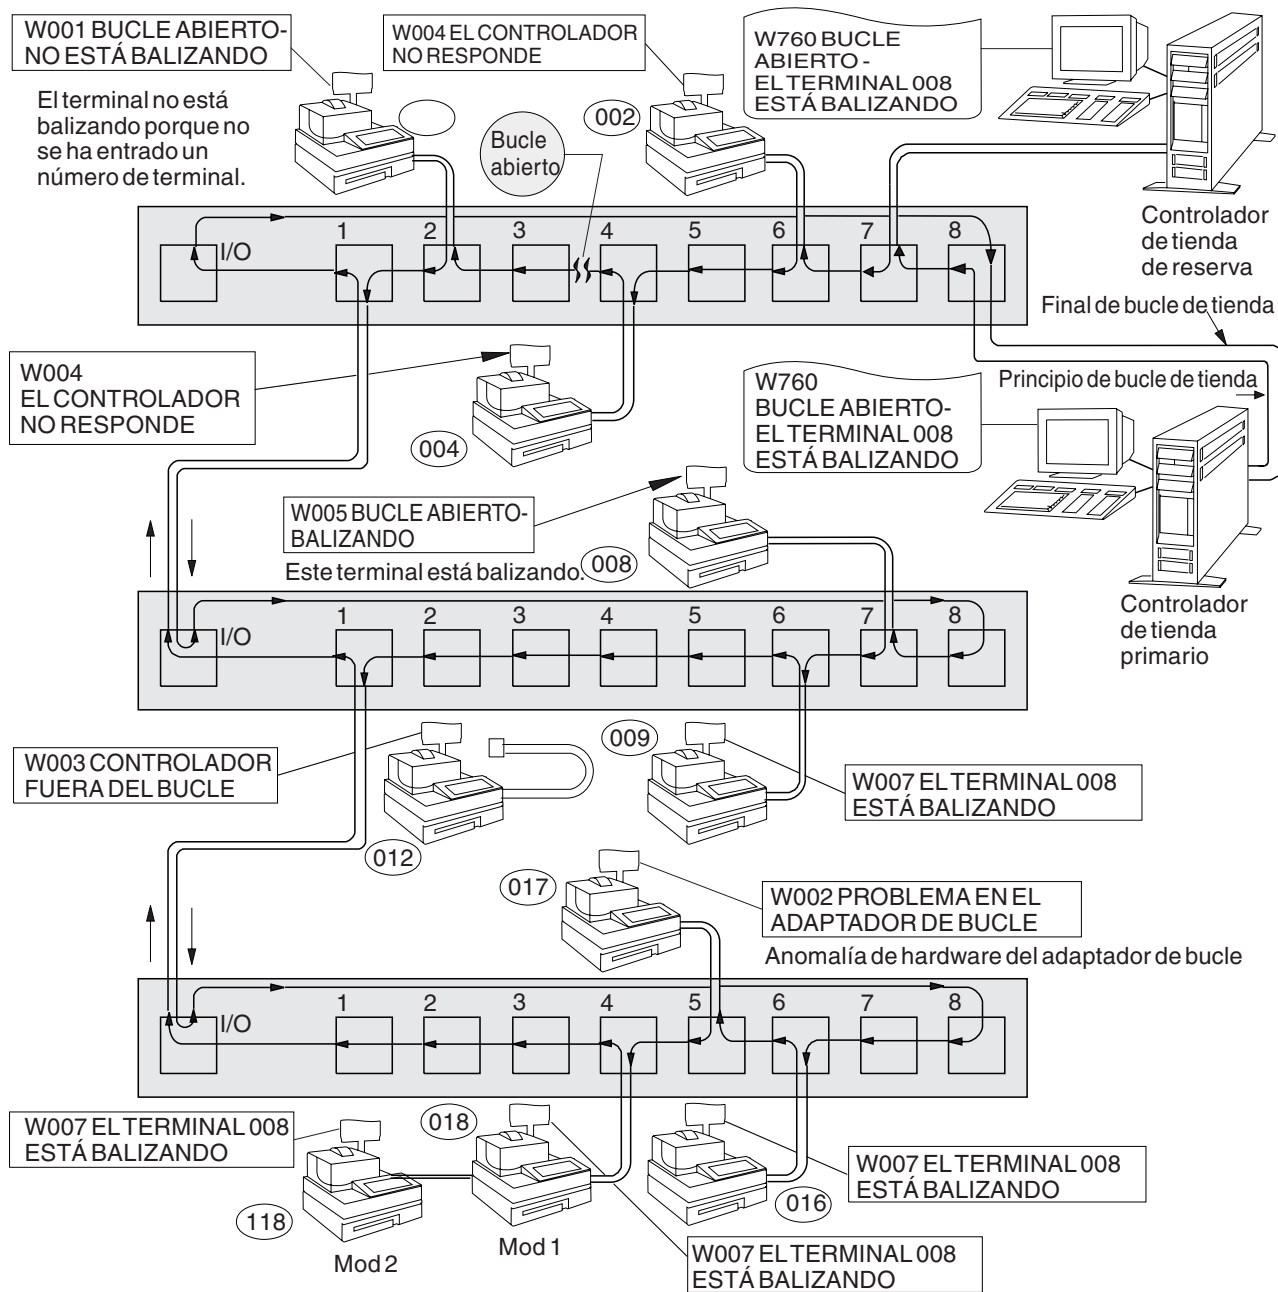 W001 BUCLE ABIERTO-
NO ESTÁ BALIZANDO
El terminal no está
balizando porque no
se ha entrado un
número de terminal.
W004 EL CONTROLADOR
NO RESPONDE
002
Bucle
abierto
W760 BUCLE
ABIERTO -
EL TERMINAL 008
ESTÁ BALIZANDO
Controlador
de tienda
de reserva
I/O
1
2
3
4
5
6
7
8
Final de bucle de tienda
W004
EL CONTROLADOR
NO RESPONDE
004
W760
BUCLE ABIERTO-
EL TERMINAL 008
ESTÁ BALIZANDO
Principio de bucle de tienda
Controlador
de tienda
primario
W005 BUCLE ABIERTO-
BALIZANDO
Este terminal está balizando.
008
I/O
1
2
3
4
5
6
7
8
W003 CONTROLADOR
FUERA DEL BUCLE
012
009
W007 EL TERMINAL 008
ESTÁ BALIZANDO
017
W002 PROBLEMA EN EL
ADAPTADOR DE BUCLE
Anomalía de hardware del adaptador de bucle
I/O
1
2
3
4
5
6
7
8
W007 EL TERMINAL 008
ESTÁ BALIZANDO
118
Mod 2
018
Mod 1
016
W007 EL TERMINAL 008
ESTÁ BALIZANDO
W007 EL TERMINAL 008
ESTÁ BALIZANDO